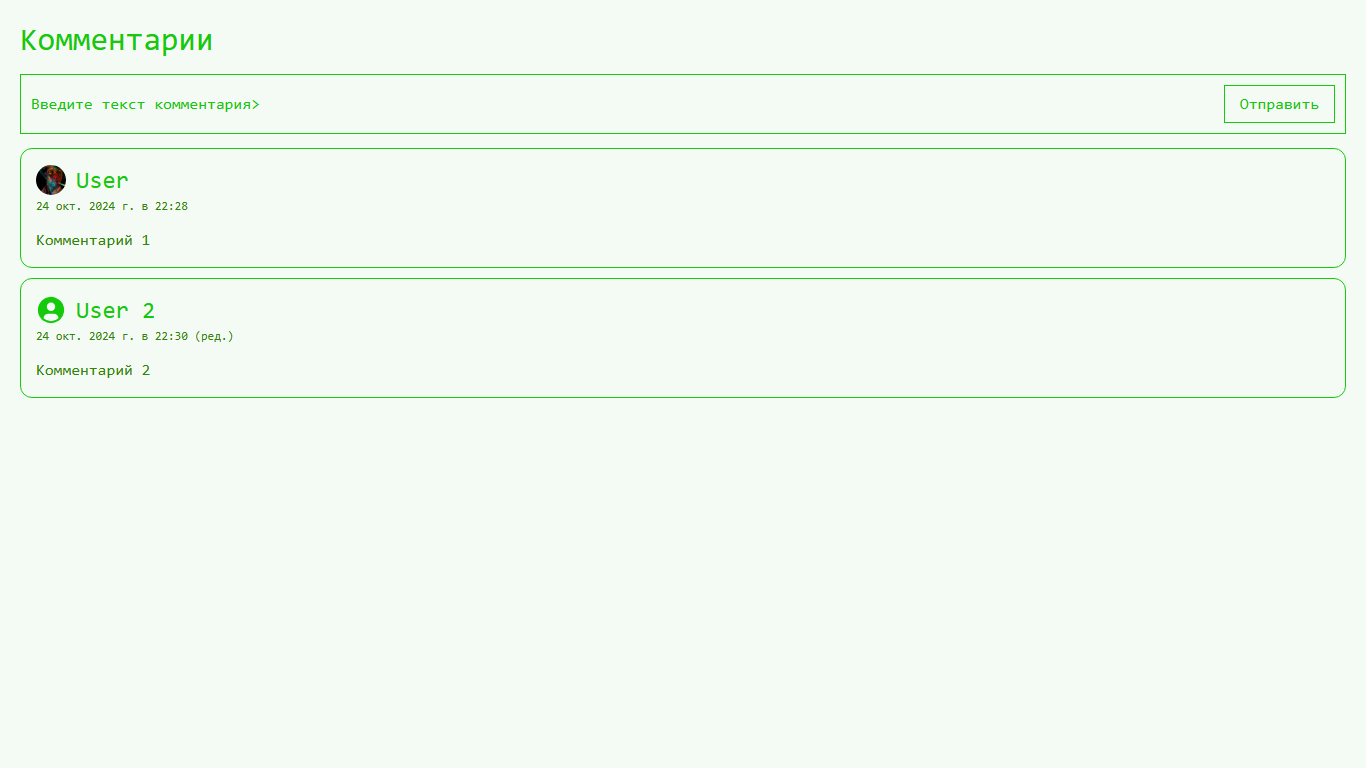 Комментарии
Введите текст комментария>
Отправить
User
24 окт. 2024 г. в 22:28
Комментарий 1
User 2
24 окт. 2024 г. в 22:30 (ред.)
Комментарий 2